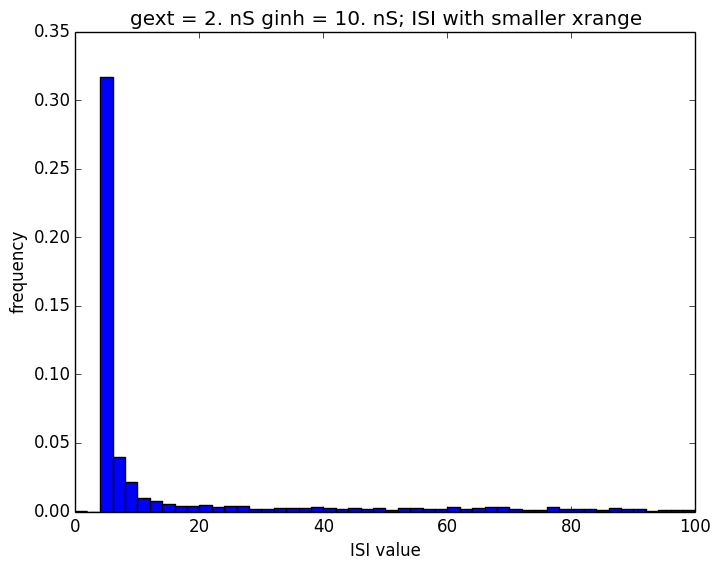 gext = 2. nS ginh = 10. nS; ISI with smaller xrange
0.35
0.30
0.25
0.20
0.15
0.10
0.05
0.00
frequency
0 20 40 60 80 100
ISI value